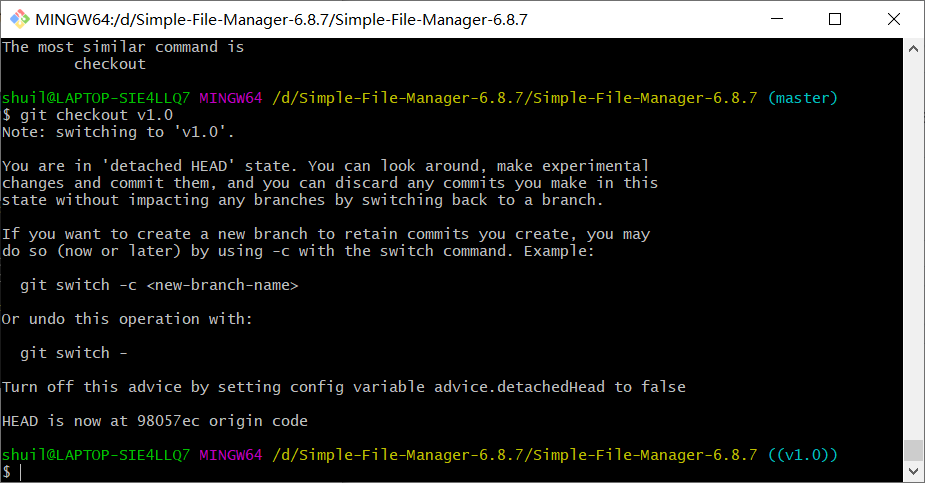 MINGW64:/d/Simple-File-Manager-6.8.7/Simple-File-Manager-6.8.7
The most similar command is
        checkout
shuil@LAPTOP-SIE4LLQ7 MINGW64 /d/Simple-File-Manager-6.8.7/Simple-File-Manager-6.8.7 (master)
$ git checkout v1.0
Note: switching to 'v1.0'.
You are in 'detached HEAD' state. You can look around, make experimental
changes and commit them, and you can discard any commits you make in this
state without impacting any branches by switching back to a branch.
If you want to create a new branch to retain commits you create, you may
do so (now or later) by using -c with the switch command. Example:
  git switch -c <new-branch-name>
Or undo this operation with:
  git switch -
Turn off this advice by setting config variable advice.detachedHead to false
HEAD is now at 98057ec origin code
shuil@LAPTOP-SIE4LLQ7 MINGW64 /d/Simple-File-Manager-6.8.7/Simple-File-Manager-6.8.7 ((v1.0))
$